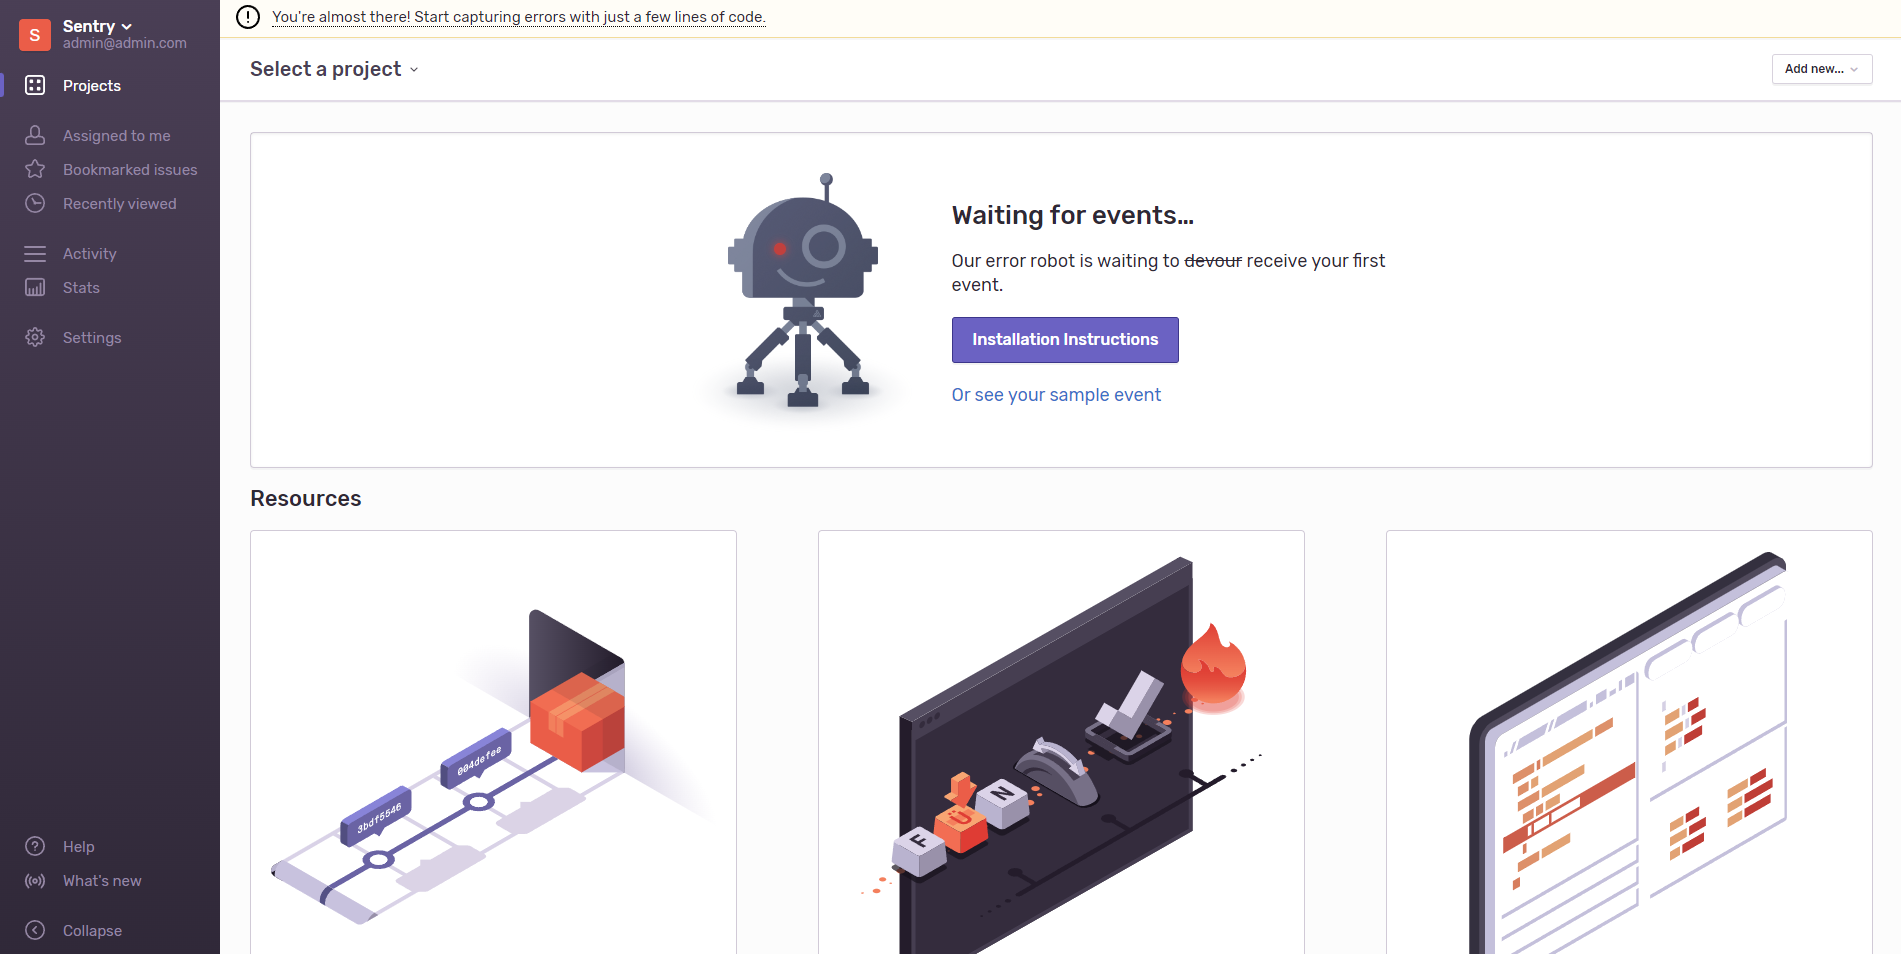 You're almost there! Start capturing errors with just a few lines of code.
S
Sentry
admin@admin.com
Projects
Assigned to me
Bookmarked issues
Recently viewed
Activity
Stats
Settings
Help
What's new
Collapse
Select a project
Add new...
Waiting for events...
Our error robot is waiting to devour receive your first
event.
Installation Instructions
Or see your sample event
Resources
004defee
3bdf5546
F
U
N